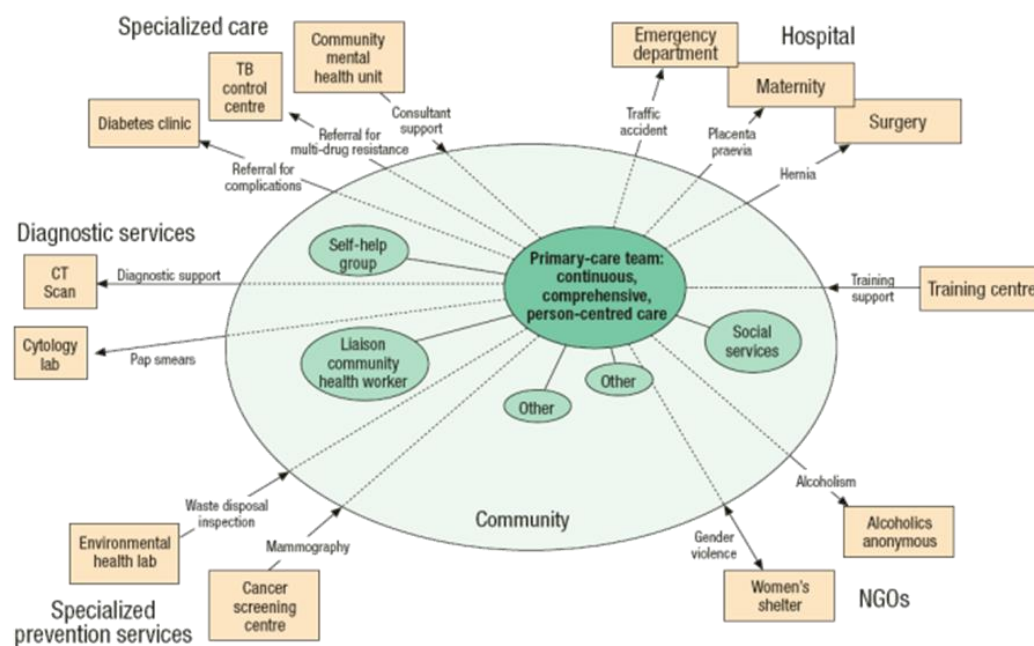 Specialized care
Community
mental
health unit
TB
control
centre
Diabetes clinic
Consultant
support
Referral for
multi-drug resistance
Referral for
complications
Emergency
department
Hospital
Maternity
Surgery
Traffic
accident
Placenta
praevia
Hernia
Diagnostic services
CT
Scan
Diagnostic support
Cytology
lab
Pap smears
Self-help
group
Primary-care team:
continuous,
comprehensive,
person-centred care
Training
support
Training centre
Liaison
community
health worker
Social
services
Other
Other
Community
Waste disposal
inspection
Environmental
health lab
Mammography
Cancer
screening
centre
Specialized
prevention services
Alcoholism
Alcoholics
anonymous
Gender
violence
Women's
shelter
NGOs